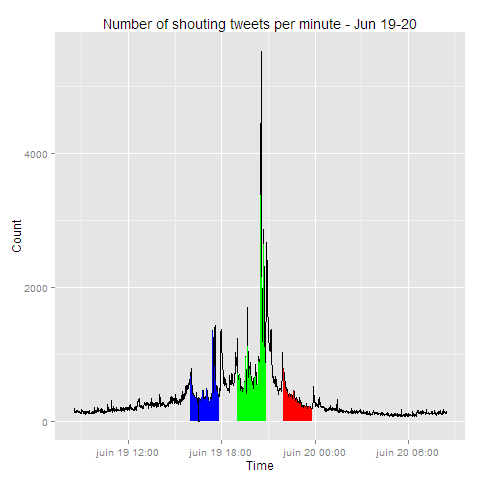 Number of shouting tweets per minute - Jun 19-20
Count
4000
2000
0
juin 19 12:00 juin 19 18:00 juin 20 00:00 juin 20 06:00
Time